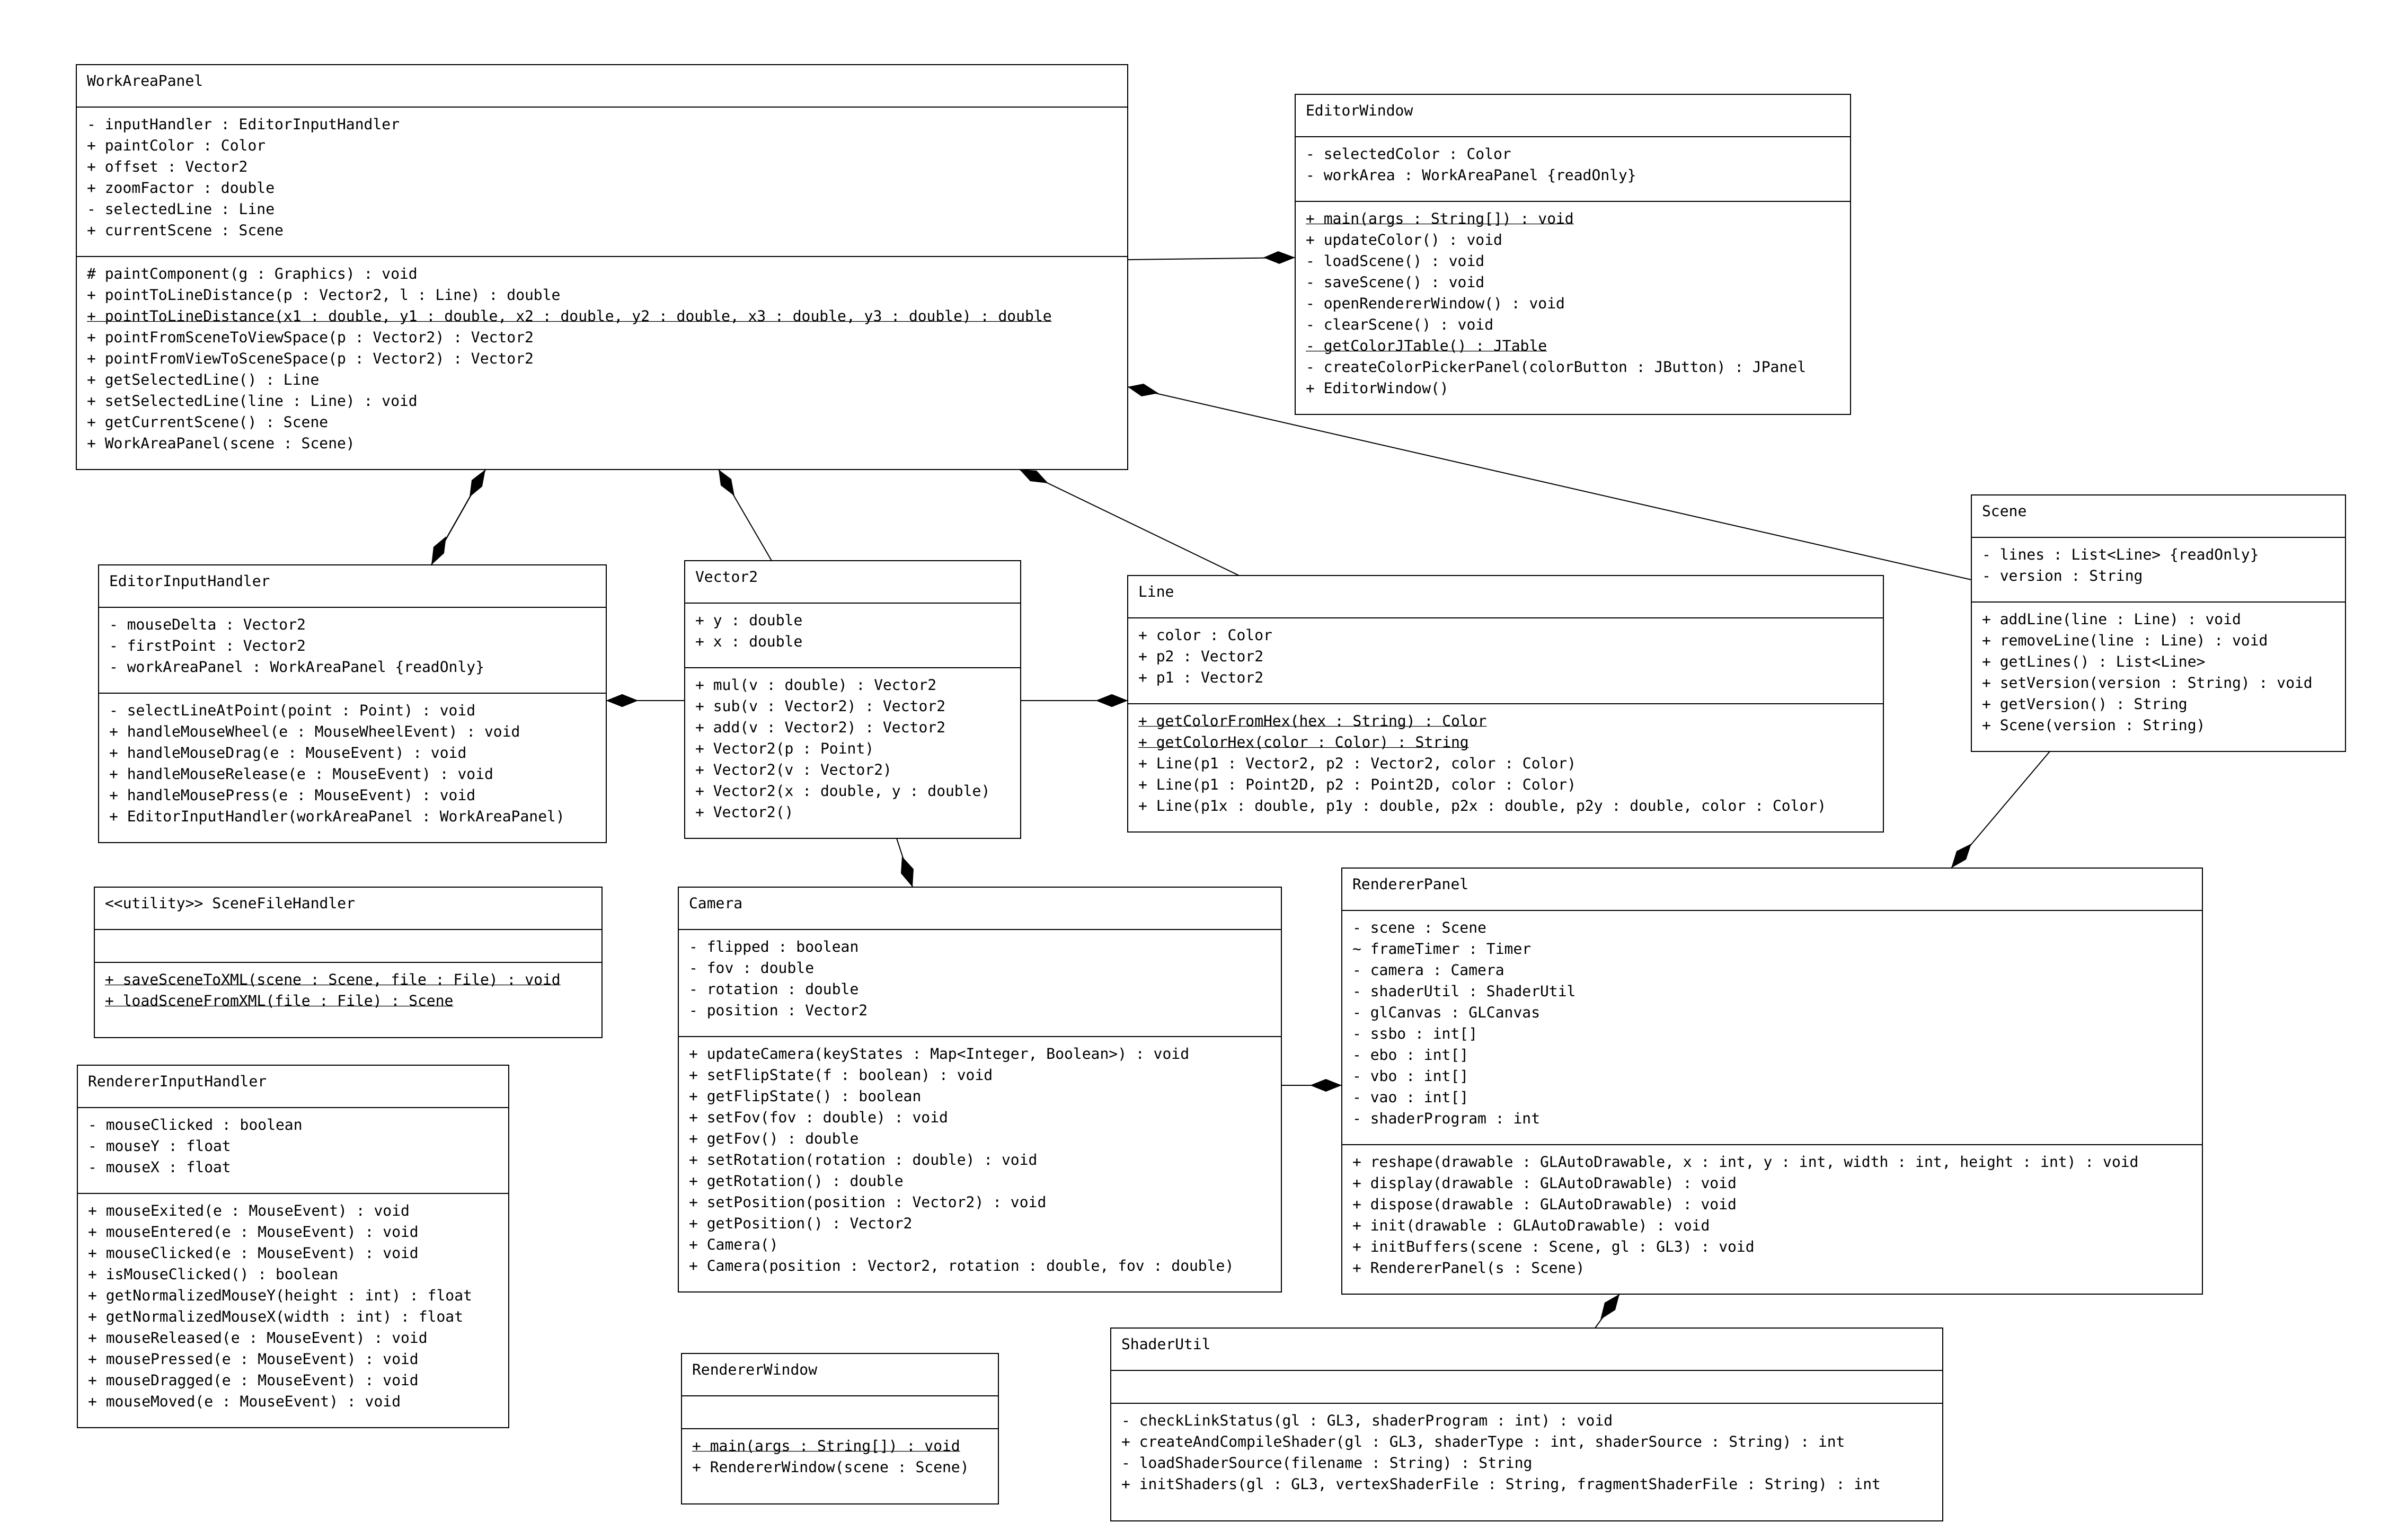 WorkAreaPanel
- inputHandler : EditorInputHandler
+ paintColor : Color
+ offset : Vector2
+ zoomFactor : double
- selectedLine : Line
+ currentScene : Scene
# paintComponent(g : Graphics) : void
+ pointToLineDistance(p : Vector2, l : Line) : double
+ pointToLineDistance(x1 : double, y1 : double, x2 : double, y2 : double, x3 : double, y3 : double) : double
+ pointFromSceneToViewSpace(p : Vector2) : Vector2
+ pointFromViewToSceneSpace(p : Vector2) : Vector2
+ getSelectedLine() : Line
+ setSelectedLine(line : Line) : void
+ getCurrentScene() : Scene
+ WorkAreaPanel(scene : Scene)
EditorWindow
- selectedColor : Color
- workArea : WorkAreaPanel {readOnly}
+ main(args : String[]) : void
+ updateColor() : void
- loadScene() : void
- saveScene() : void
- openRendererWindow() : void
- clearScene() : void
- getColorJTable() : JTable
- createColorPickerPanel(colorButton : JButton) : JPanel
+ EditorWindow()
Scene
- lines : List<Line> {readOnly}
- version : String
+ addLine(line : Line) : void
+ removeLine(line : Line) : void
+ getLines() : List<Line>
+ setVersion(version : String) : void
+ getVersion() : String
+ Scene(version : String)
EditorInputHandler
- mouseDelta : Vector2
- firstPoint : Vector2
- workAreaPanel : WorkAreaPanel {readOnly}
- selectLineAtPoint(point : Point) : void
+ handleMouseWheel(e : MouseWheelEvent) : void
+ handleMouseDrag(e : MouseEvent) : void
+ handleMouseRelease(e : MouseEvent) : void
+ handleMousePress(e : MouseEvent) : void
+ EditorInputHandler(workAreaPanel : WorkAreaPanel)
Vector2
+ y : double
+ x : double
+ mul(v : double) : Vector2
+ sub(v : Vector2) : Vector2
+ add(v : Vector2) : Vector2
+ Vector2(p : Point)
+ Vector2(v : Vector2)
+ Vector2(x : double, y : double)
+ Vector2()
Line
+ color : Color
+ p2 : Vector2
+ p1 : Vector2
+ getColorFromHex(hex : String) : Color
+ getColorHex(color : Color) : String
+ Line(p1 : Vector2, p2 : Vector2, color : Color)
+ Line(p1 : Point2D, p2 : Point2D, color : Color)
+ Line(p1x : double, p1y : double, p2x : double, p2y : double, color : Color)
<<utility>> SceneFileHandler
+ saveSceneToXML(scene : Scene, file : File) : void
+ loadSceneFromXML(file : File) : Scene
Camera
- flipped : boolean
- fov : double
- rotation : double
- position : Vector2
+ updateCamera(keyStates : Map<Integer, Boolean>) : void
+ setFlipState(f : boolean) : void
+ getFlipState() : boolean
+ setFov(fov : double) : void
+ getFov() : double
+ setRotation(rotation : double) : void
+ getRotation() : double
+ setPosition(position : Vector2) : void
+ getPosition() : Vector2
+ Camera()
+ Camera(position : Vector2, rotation : double, fov : double)
RendererPanel
- scene : Scene
~ frameTimer : Timer
- camera : Camera
- shaderUtil : ShaderUtil
- glCanvas : GLCanvas
- ssbo : int[]
- ebo : int[]
- vbo : int[]
- vao : int[]
- shaderProgram : int
+ reshape(drawable : GLAutoDrawable, x : int, y : int, width : int, height : int) : void
+ display(drawable : GLAutoDrawable) : void
+ dispose(drawable : GLAutoDrawable) : void
+ init(drawable : GLAutoDrawable) : void
+ initBuffers(scene : Scene, gl : GL3) : void
+ RendererPanel(s : Scene)
RendererInputHandler
- mouseClicked : boolean
- mouseY : float
- mouseX : float
+ mouseExited(e : MouseEvent) : void
+ mouseEntered(e : MouseEvent) : void
+ mouseClicked(e : MouseEvent) : void
+ isMouseClicked() : boolean
+ getNormalizedMouseY(height : int) : float
+ getNormalizedMouseX(width : int) : float
+ mouseReleased(e : MouseEvent) : void
+ mousePressed(e : MouseEvent) : void
+ mouseDragged(e : MouseEvent) : void
+ mouseMoved(e : MouseEvent) : void
RendererWindow
+ main(args : String[]) : void
+ RendererWindow(scene : Scene)
ShaderUtil
- checkLinkStatus(gl : GL3, shaderProgram : int) : void
+ createAndCompileShader(gl : GL3, shaderType : int, shaderSource : String) : int
- loadShaderSource(filename : String) : String
+ initShaders(gl : GL3, vertexShaderFile : String, fragmentShaderFile : String) : int